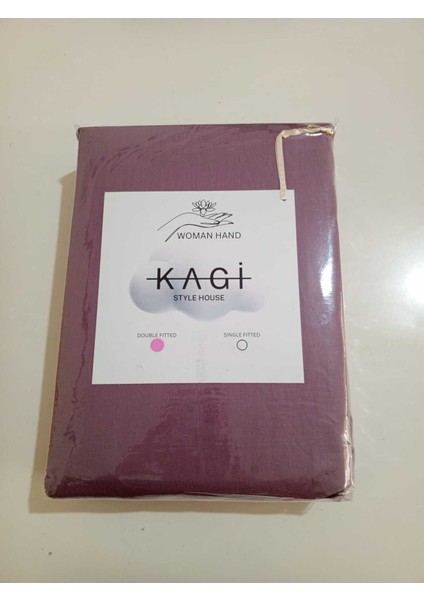 WOMAN HAND
KAGİ
STYLE HOUSE
DOUBLE FITTED
SINGLE FITTED